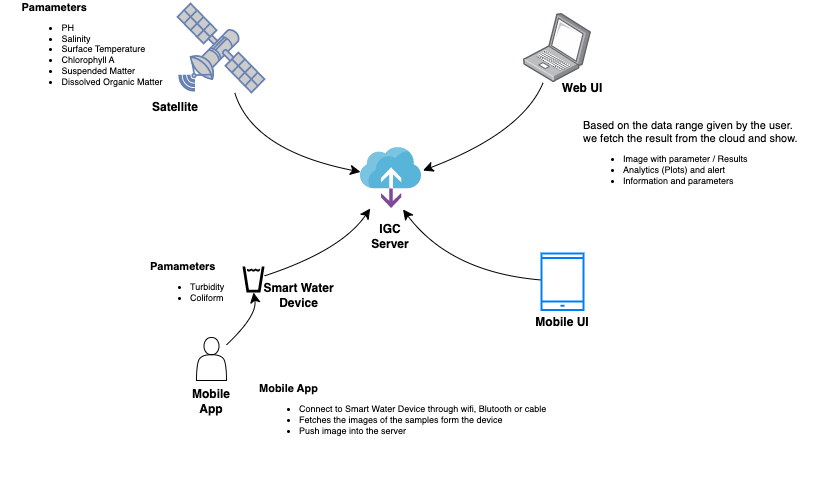 Pamameters
PH
Salinity
Surface Temperature
Chlorophyll A
Suspended Matter
Dissolved Organic Matter
Satellite
Web UI
Based on the data range given by the user.
we fetch the result from the cloud and show.
Image with parameter / Results
Analytics (Plots) and alert
Information and parameters
IGC
Server
Pamameters
Turbidity
Coliform
Smart Water
Device
Mobile UI
Mobile
App
Mobile App
Connect to Smart Water Device through wifi, Blutooth or cable
Fetches the images of the samples form the device
Push image into the server